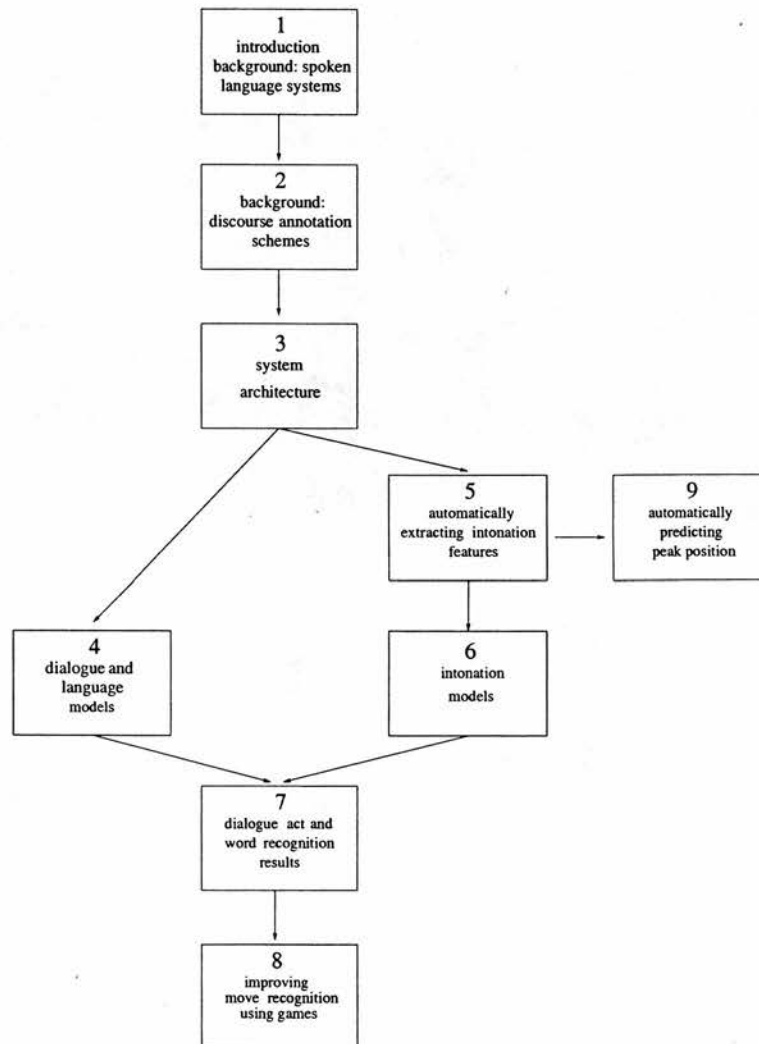 1
introduction
background: spoken
language systems
2
background:
discourse annotation
schemes
3
system
architecture
5
automatically
extracting intonation
features
9
automatically
predicting
peak position
4
dialogue and
language
models
6
intonation
models
7
dialogue act and
word recognition
results
8
improving
move recognition
using games